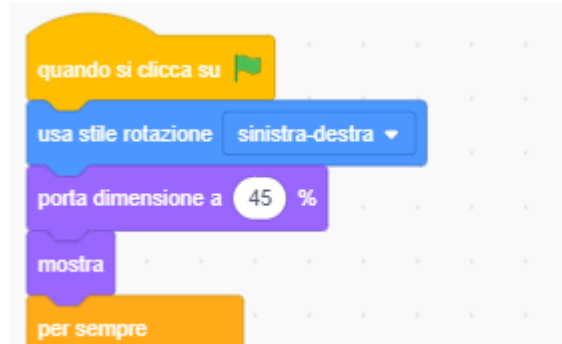 quando si clicca su
usa stile rotazione sinistra-destra
porta dimensione a 45 %
mostra
per sempre